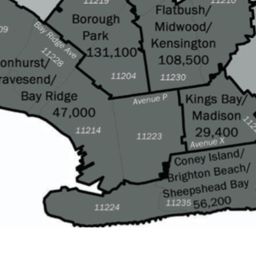 11219
11210
Borough
Park
131,100
11204
Flatbush/
Midwood/
Kensington
108,500
11230
Bay Ridge Ave
11228
onhurst/
avesend/
Bay Ridge
47,000
11214
Avenue P
11223
Kings Bay/
Madison
29,400
Avenue X
Coney Island/
Brighton Beach/
Sheepshead Bay
56,200
11224
11235